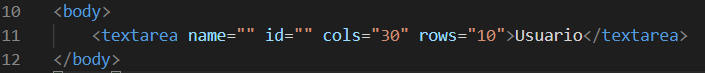 10 <body>
11 <textarea name="" id="" cols="30" rows="10">Usuario</textarea>
12 </body>